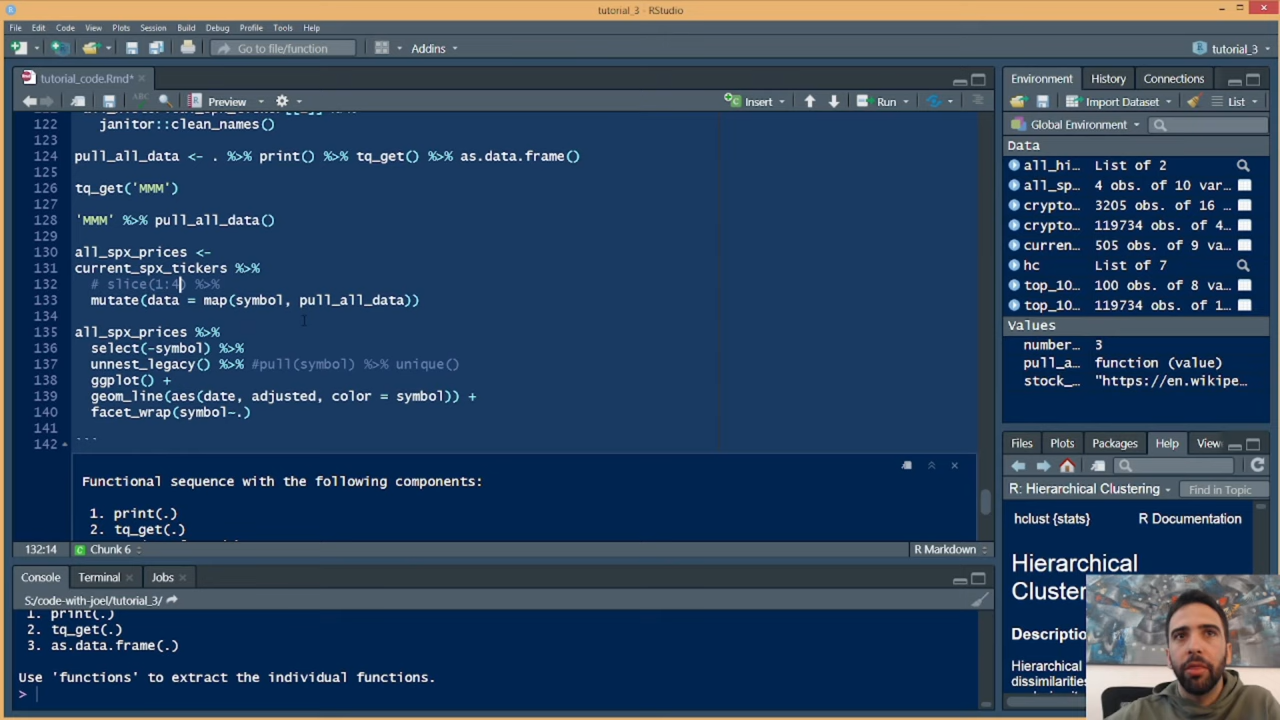 tutorial_3 - RStudio
File Edit Code View Plots Session Build Debug Profile Tools Help
Go to file/function Addins tutorial_3
tutorial_code.Rmd*
Preview Insert Run
122 janitor::clean_names()
123
124 pull_all_data <- . %>% print() %>% tq_get() %>% as.data.frame()
125
126 tq_get('MMM')
127
128 'MMM' %>% pull_all_data()
129
130 all_spx_prices <-
131 current_spx_tickers %>%
132 # slice(1:4) %>%
133 mutate(data = map(symbol, pull_all_data))
134
135 all_spx_prices %>%
136 select(-symbol) %>%
137 unnest_legacy() %>% #pull(symbol) %>% unique()
138 ggplot() +
139 geom_line(aes(date, adjusted, color = symbol)) +
140 facet_wrap(symbol~.)
141
142 ```
Functional sequence with the following components:
1. print(.)
2. tq_get(.)
132:14 Chunk 6 R Markdown
Console Terminal Jobs
S:/code-with-joel/tutorial_3/
1. print(.)
2. tq_get(.)
3. as.data.frame(.)
Use 'functions' to extract the individual functions.
>
Environment History Connections
Import Dataset List
Global Environment
Data
all_hi… List of 2
all_sp… 4 obs. of 10 var…
crypto… 3205 obs. of 16 …
crypto… 119734 obs. of 4…
curren… 505 obs. of 9 va…
hc List of 7
top_10… 100 obs. of 8 va…
top_10… 119734 obs. of 1…
Values
number… 3
pull_a… function (value)
stock_… "https://en.wikipe…
Files Plots Packages Help View
R: Hierarchical Clustering Find in Topic
hclust {stats} R Documentation
Hierarchical
Cluste
Descriptio
Hierarchical
dissimilarities